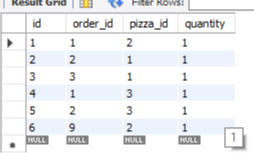 Result Grid Filter Rows:
id order_id pizza_id quantity
1 1 2 1
2 2 1 1
3 3 1 1
4 1 3 1
5 2 3 1
6 9 2 1
NULL NULL NULL NULL
1